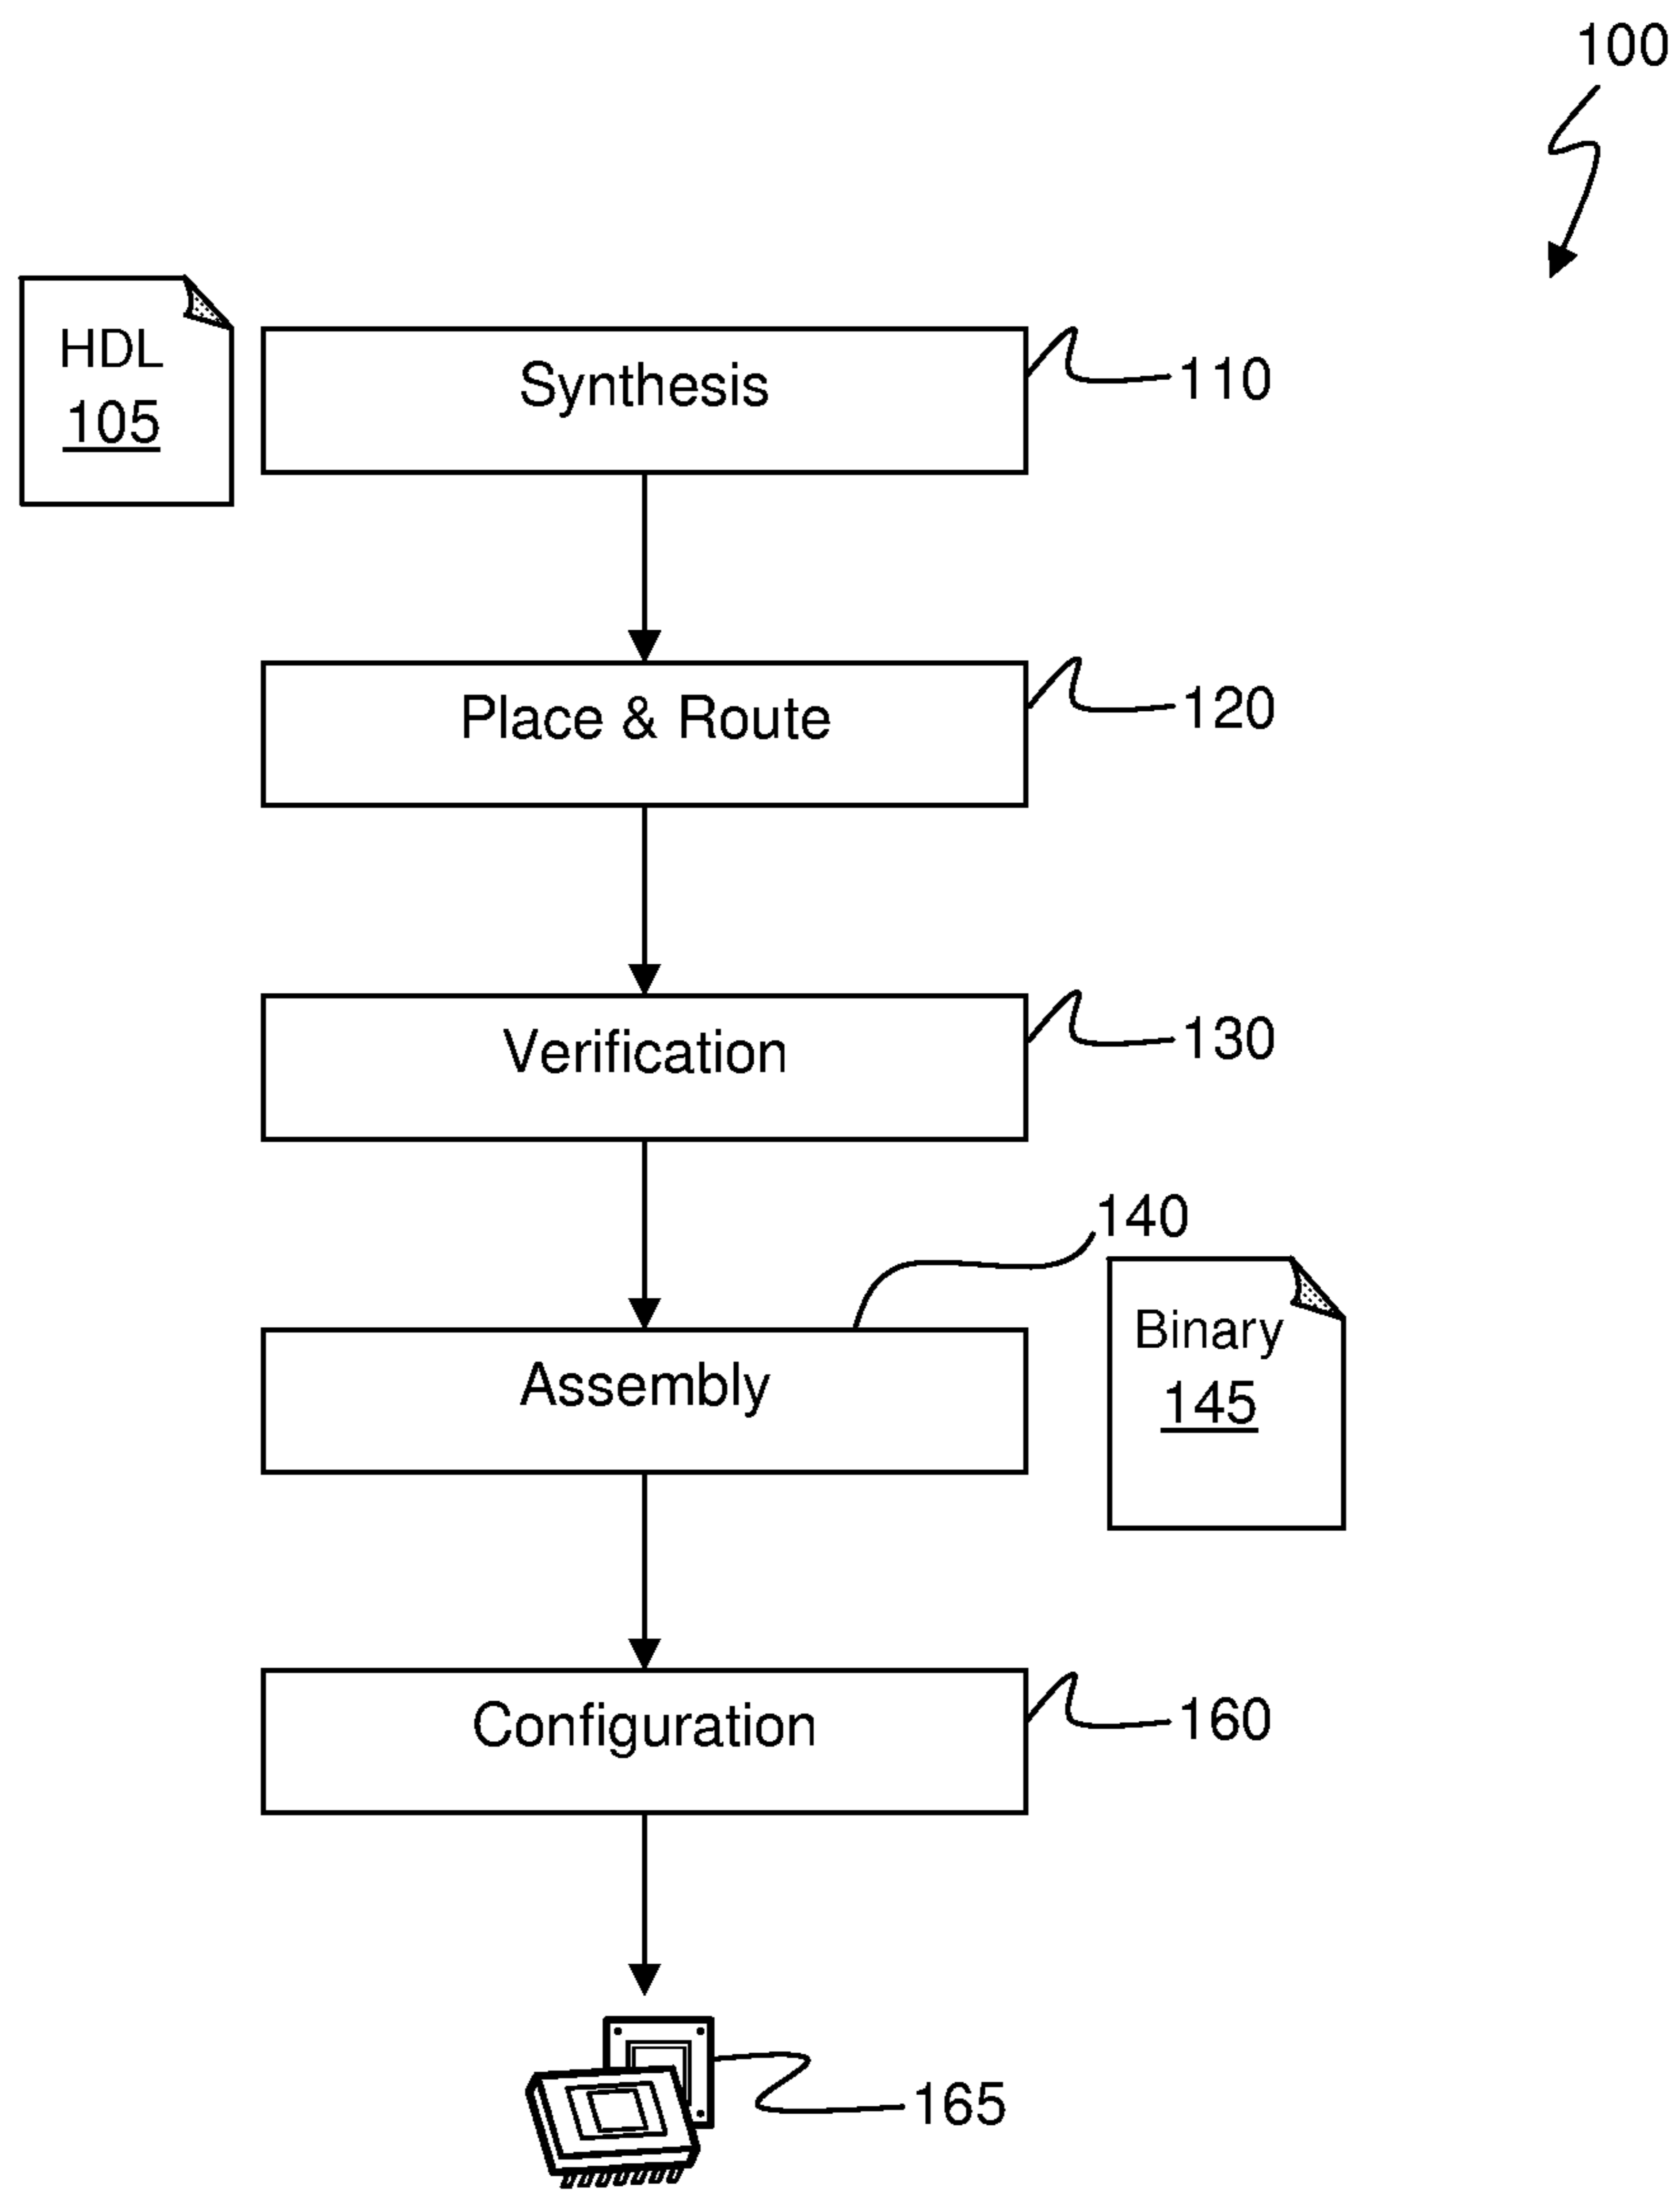 100
HDL
105
Synthesis
110
Place & Route
120
Verification
130
140
Assembly
Binary
145
Configuration
160
165